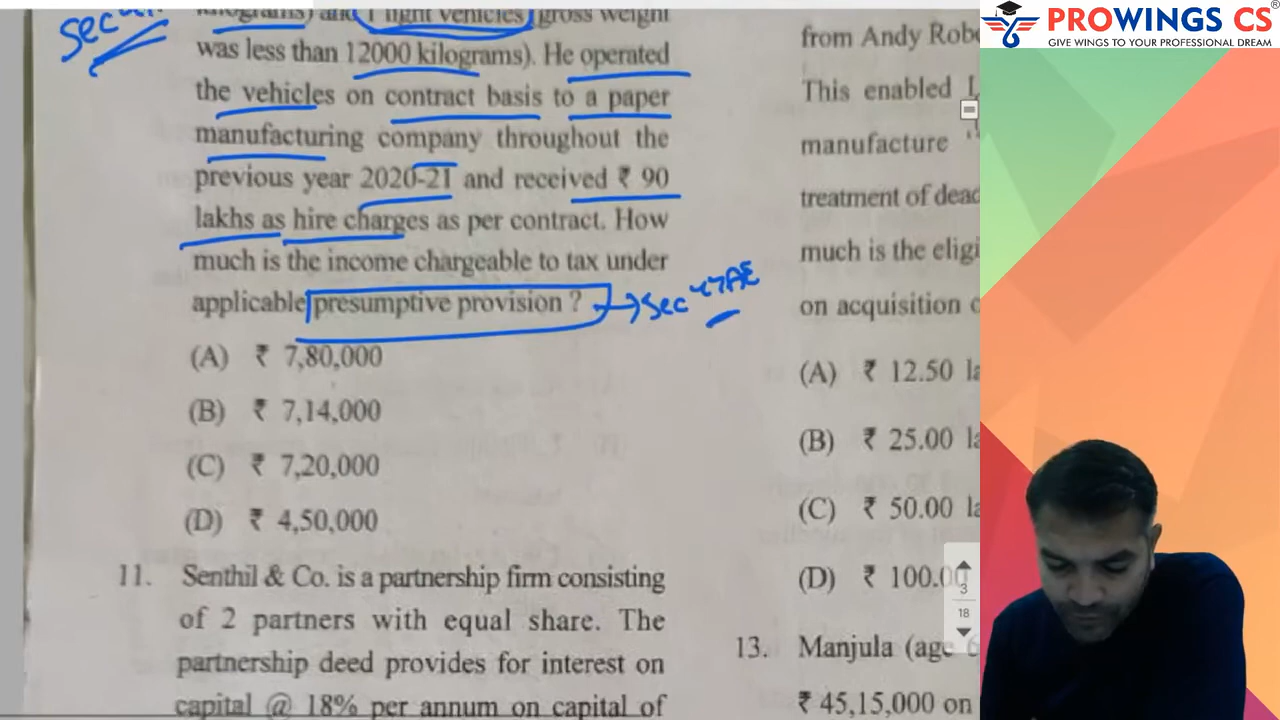 Sec
kilograms) and 1 light vehicles (gross weight
was less than 12000 kilograms). He operated
the vehicles on contract basis to a paper
manufacturing company throughout the
previous year 2020-21 and received ₹ 90
lakhs as hire charges as per contract. How
much is the income chargeable to tax under
applicable presumptive provision ?
Sec 44AE
(A) ₹ 7,80,000
(B) ₹ 7,14,000
(C) ₹ 7,20,000
(D) ₹ 4,50,000
11. Senthil & Co. is a partnership firm consisting
of 2 partners with equal share. The
partnership deed provides for interest on
capital @ 18% per annum on capital of
from Andy
This enabled
manufacture
treatment of
much is the
on acquisition
(A) ₹ 12.50
(B) ₹ 25.00
(C) ₹ 50.00
(D) ₹ 100.00
13. Manjula (age
₹ 45,15,000 on
3
18
PROWINGS CS
GIVE WINGS TO YOUR PROFESSIONAL DREAM